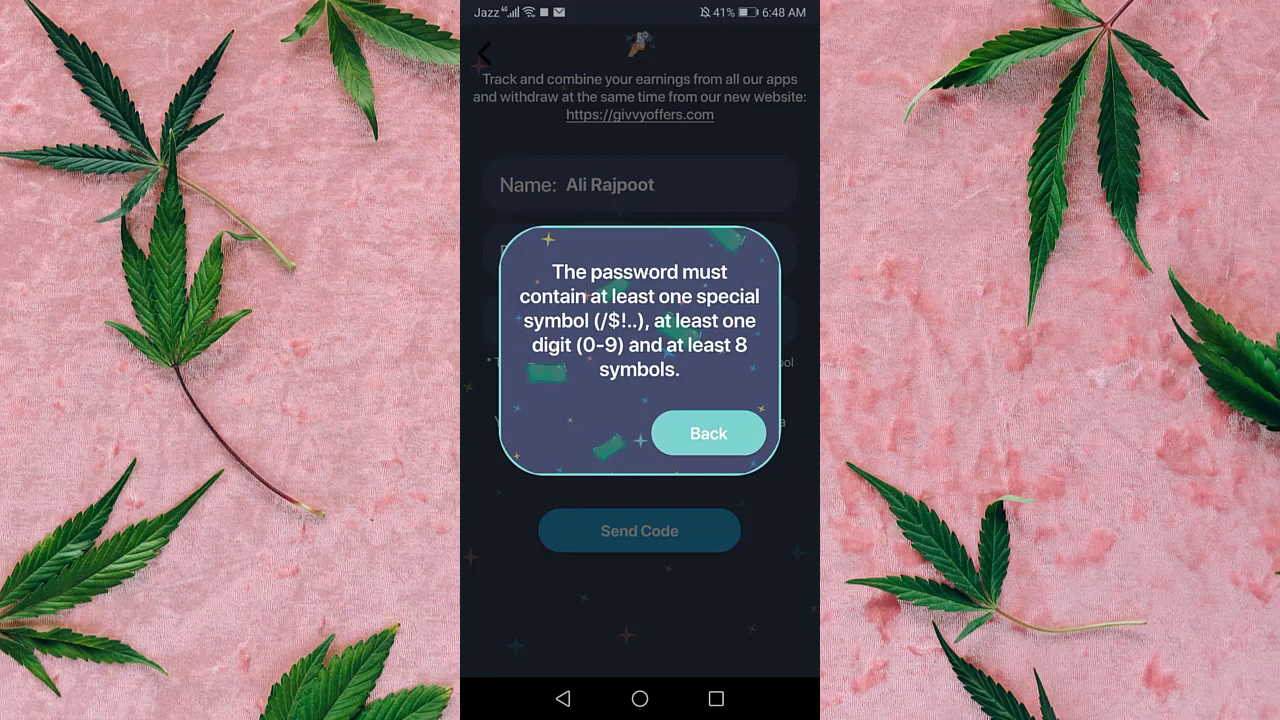 Jazz 4G 41% 6:48 AM
Track and combine your earnings from all our apps
and withdraw at the same time from our new website:
https://givvyoffers.com
Name: Ali Rajpoot
The password must
contain at least one special
symbol (/$!..), at least one
digit (0-9) and at least 8
symbols.
Back
Send Code